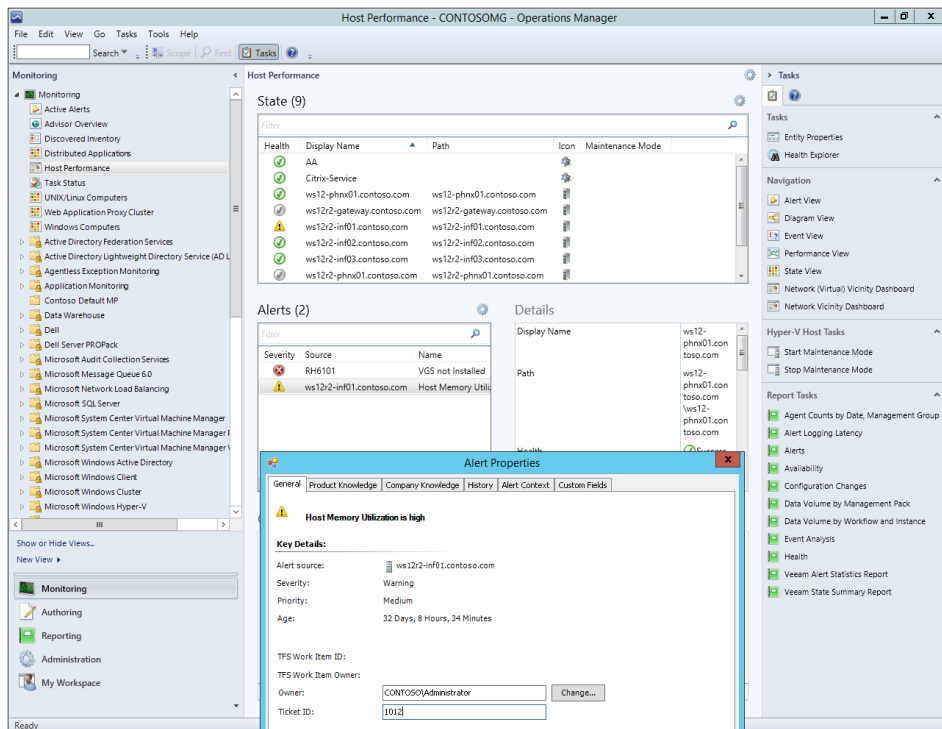 Host Performance - CONTOSOMG - Operations Manager
File Edit View Go Tasks Tools Help
Search Scope Find Tasks
Monitoring
Monitoring
Active Alerts
Advisor Overview
Discovered Inventory
Distributed Applications
Host Performance
Task Status
UNIX/Linux Computers
Web Application Proxy Cluster
Windows Computers
Active Directory Federation Services
Active Directory Lightweight Directory Service (AD L
Agentless Exception Monitoring
Application Monitoring
Contoso Default MP
Data Warehouse
Dell
Dell Server PROPack
Microsoft Audit Collection Services
Microsoft Message Queue 6.0
Microsoft Network Load Balancing
Microsoft SQL Server
Microsoft System Center Virtual Machine Manager
Microsoft System Center Virtual Machine Manager F
Microsoft System Center Virtual Machine Manager V
Microsoft Windows Active Directory
Microsoft Windows Client
Microsoft Windows Cluster
Microsoft Windows Hyper-V
Show or Hide Views...
New View
Monitoring
Authoring
Reporting
Administration
My Workspace
Ready
Host Performance
State (9)
Filter
Health Display Name Path Icon Maintenance Mode
AA
Citrix-Service
ws12-phnx01.contoso.com ws12-phnx01.contoso.com
ws12r2-gateway.contoso.com ws12r2-gateway.contoso.com
ws12r2-inf01.contoso.com ws12r2-inf01.contoso.com
ws12r2-inf02.contoso.com ws12r2-inf02.contoso.com
ws12r2-inf03.contoso.com ws12r2-inf03.contoso.com
ws12r2-phnx01.contoso.com ws12r2-phnx01.contoso.com
Alerts (2)
Filter
Severity Source Name
RH6101 VGS not Installed
ws12r2-inf01.contoso.com Host Memory Utili
Details
Display Name ws12-
phnx01.con
toso.com
Path ws12-
phnx01.con
toso.com
\ws12-
phnx01.con
toso.com
Health Success
Alert Properties
General Product Knowledge Company Knowledge History Alert Context Custom Fields
Host Memory Utilization is high
Key Details:
Alert source: ws12r2-inf01.contoso.com
Severity: Warning
Priority: Medium
Age: 32 Days, 8 Hours, 34 Minutes
TFS Work Item ID:
TFS Work Item Owner:
Owner: CONTOSO\Administrator Change...
Ticket ID: 1012
Tasks
Tasks
Entity Properties
Health Explorer
Navigation
Alert View
Diagram View
Event View
Performance View
State View
Network (Virtual) Vicinity Dashboard
Network Vicinity Dashboard
Hyper-V Host Tasks
Start Maintenance Mode
Stop Maintenance Mode
Report Tasks
Agent Counts by Date, Management Group
Alert Logging Latency
Alerts
Availability
Configuration Changes
Data Volume by Management Pack
Data Volume by Workflow and Instance
Event Analysis
Health
Veeam Alert Statistics Report
Veeam State Summary Report